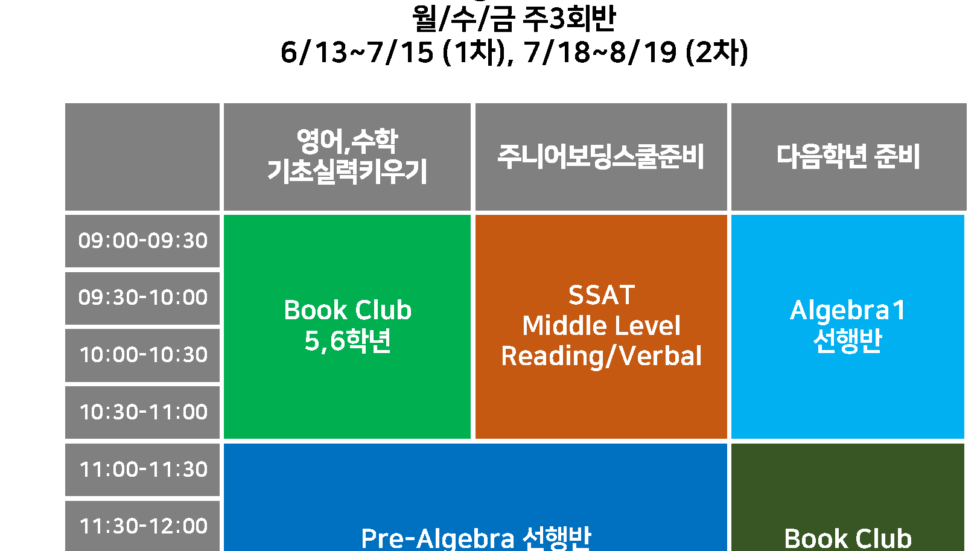 월/수/금 주3회반
6/13~7/15 (1차), 7/18~8/19 (2차)
영어,수학
기초실력키우기
주니어보딩스쿨준비
다음학년 준비
09:00-09:30
09:30-10:00
10:00-10:30
10:30-11:00
Book Club
5,6학년
SSAT
Middle Level
Reading/Verbal
Algebra1
선행반
11:00-11:30
11:30-12:00
Pre-Algebra 선행반
Book Club